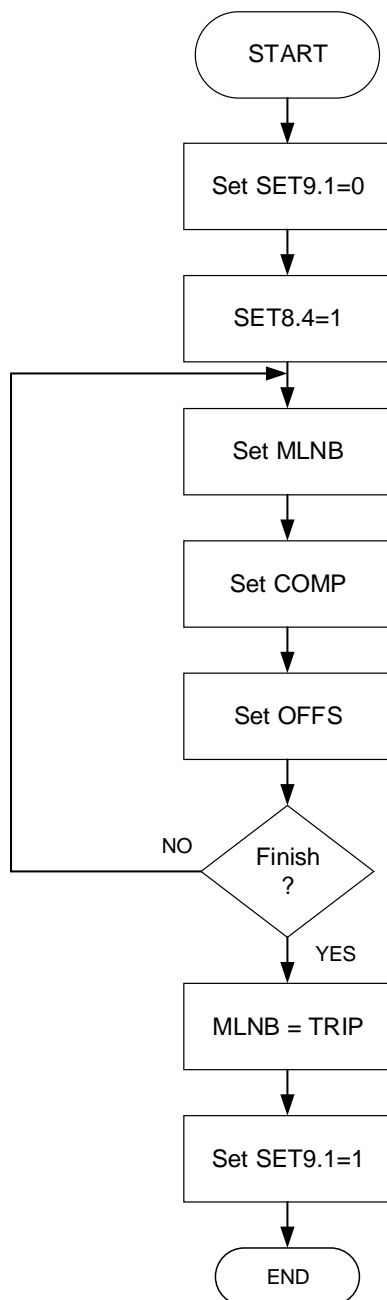 START
Set SET9.1=0
SET8.4=1
Set MLNB
Set COMP
Set OFFS
Finish
?
NO
YES
MLNB = TRIP
Set SET9.1=1
END